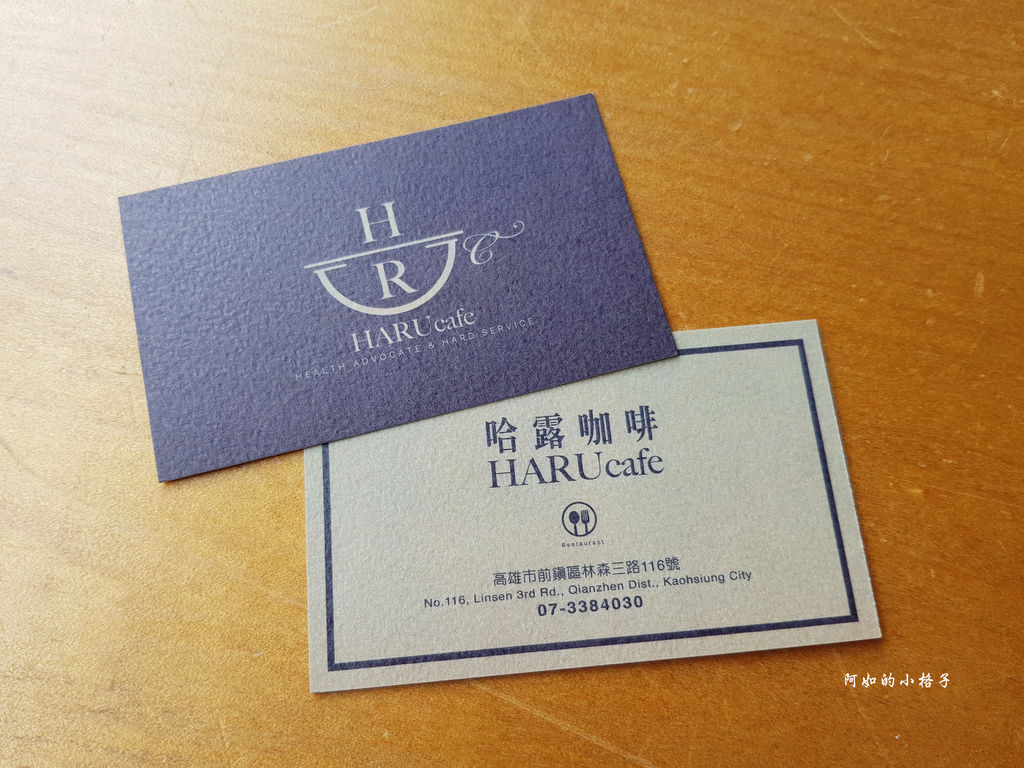 H
R C
HARUcafe
HEALTH ADVOCATE & HARD SERVICE
哈露咖啡
HARUcafe
Restaurant
高雄市前鎮區林森三路116號
No.116, Linsen 3rd Rd., Qianzhen Dist., Kaohsiung City
07-3384030
阿如的小格子